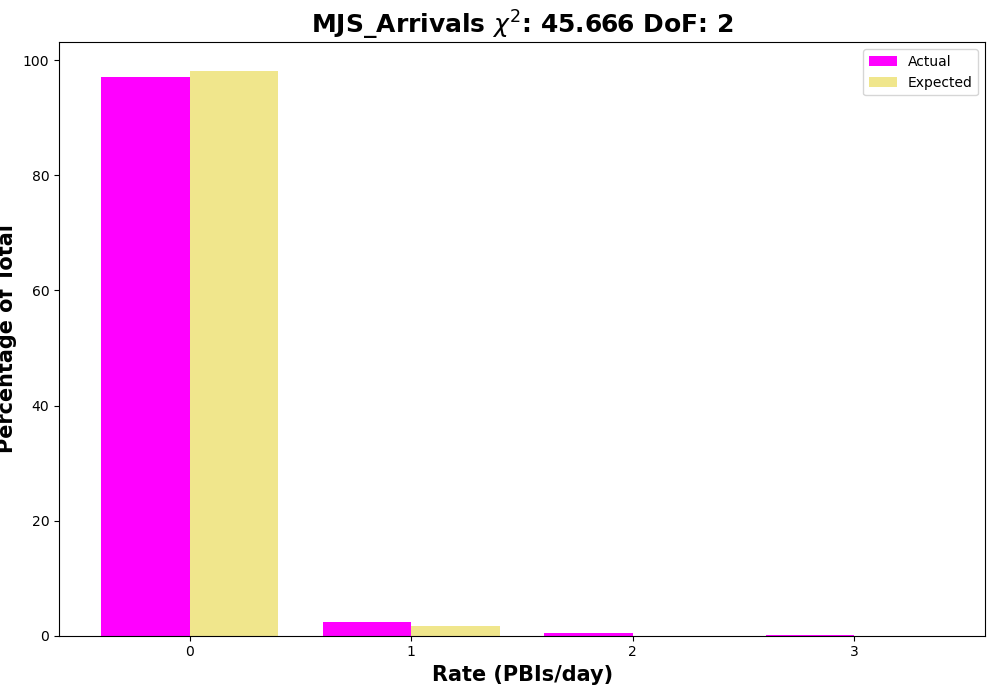 MJS_Arrivals χ²: 45.666 DoF: 2
Actual
Expected
100
80
60
40
20
0
Percentage of Total
0 1 2 3
Rate (PBIs/day)